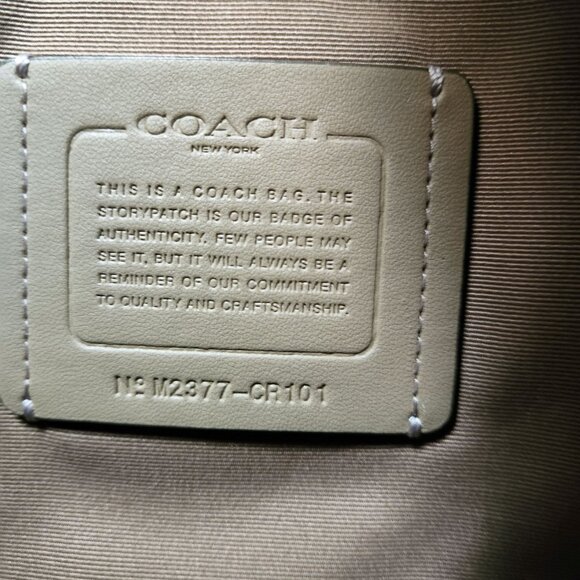 COACH
NEW YORK
THIS IS A COACH BAG. THE
STORYPATCH IS OUR BADGE OF
AUTHENTICITY. FEW PEOPLE MAY
SEE IT, BUT IT WILL ALWAYS BE A
REMINDER OF OUR COMMITMENT
TO QUALITY AND CRAFTSMANSHIP.
Nº M2377-CR101